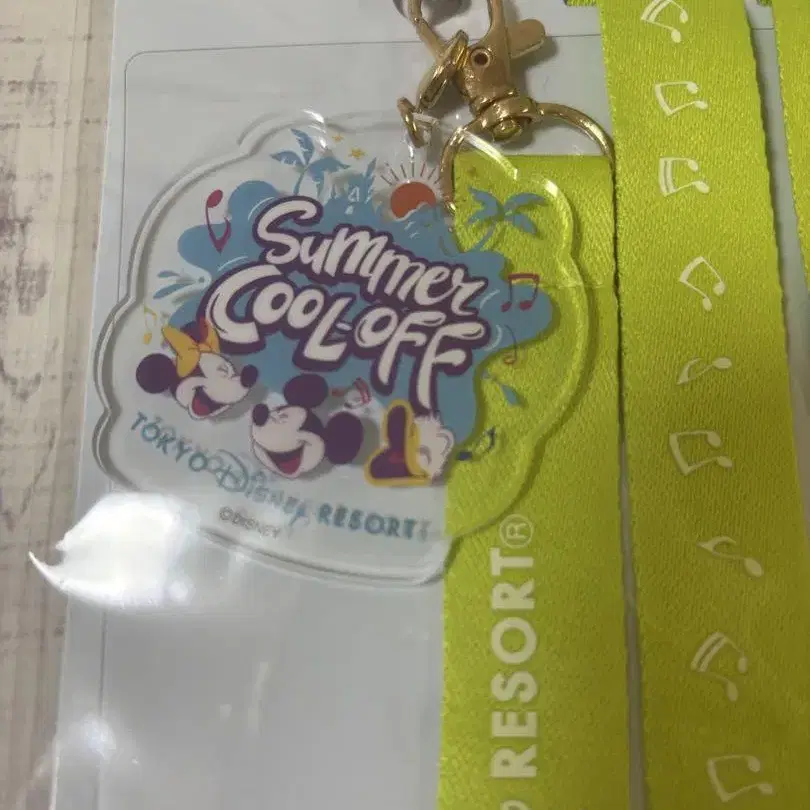 Summer
COOL-OFF
TOKYO DISNEY RESORT
©DISNEY
RESORT®